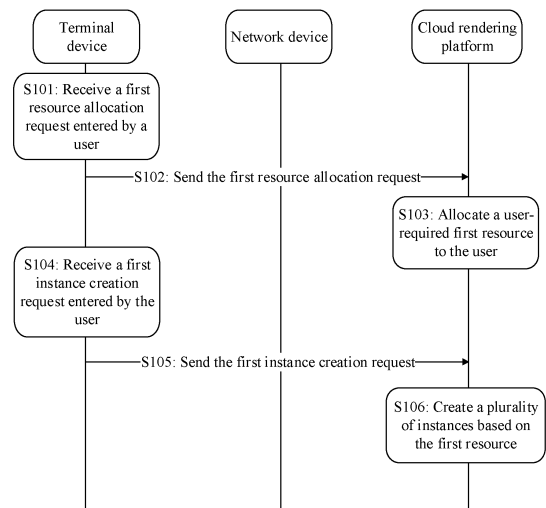 Terminal
device
Network device
Cloud rendering
platform
S101: Receive a first
resource allocation
request entered by a
user
S102: Send the first resource allocation request
S103: Allocate a user-
required first resource
to the user
S104: Receive a first
instance creation
request entered by the
user
S105: Send the first instance creation request
S106: Create a plurality
of instances based on
the first resource